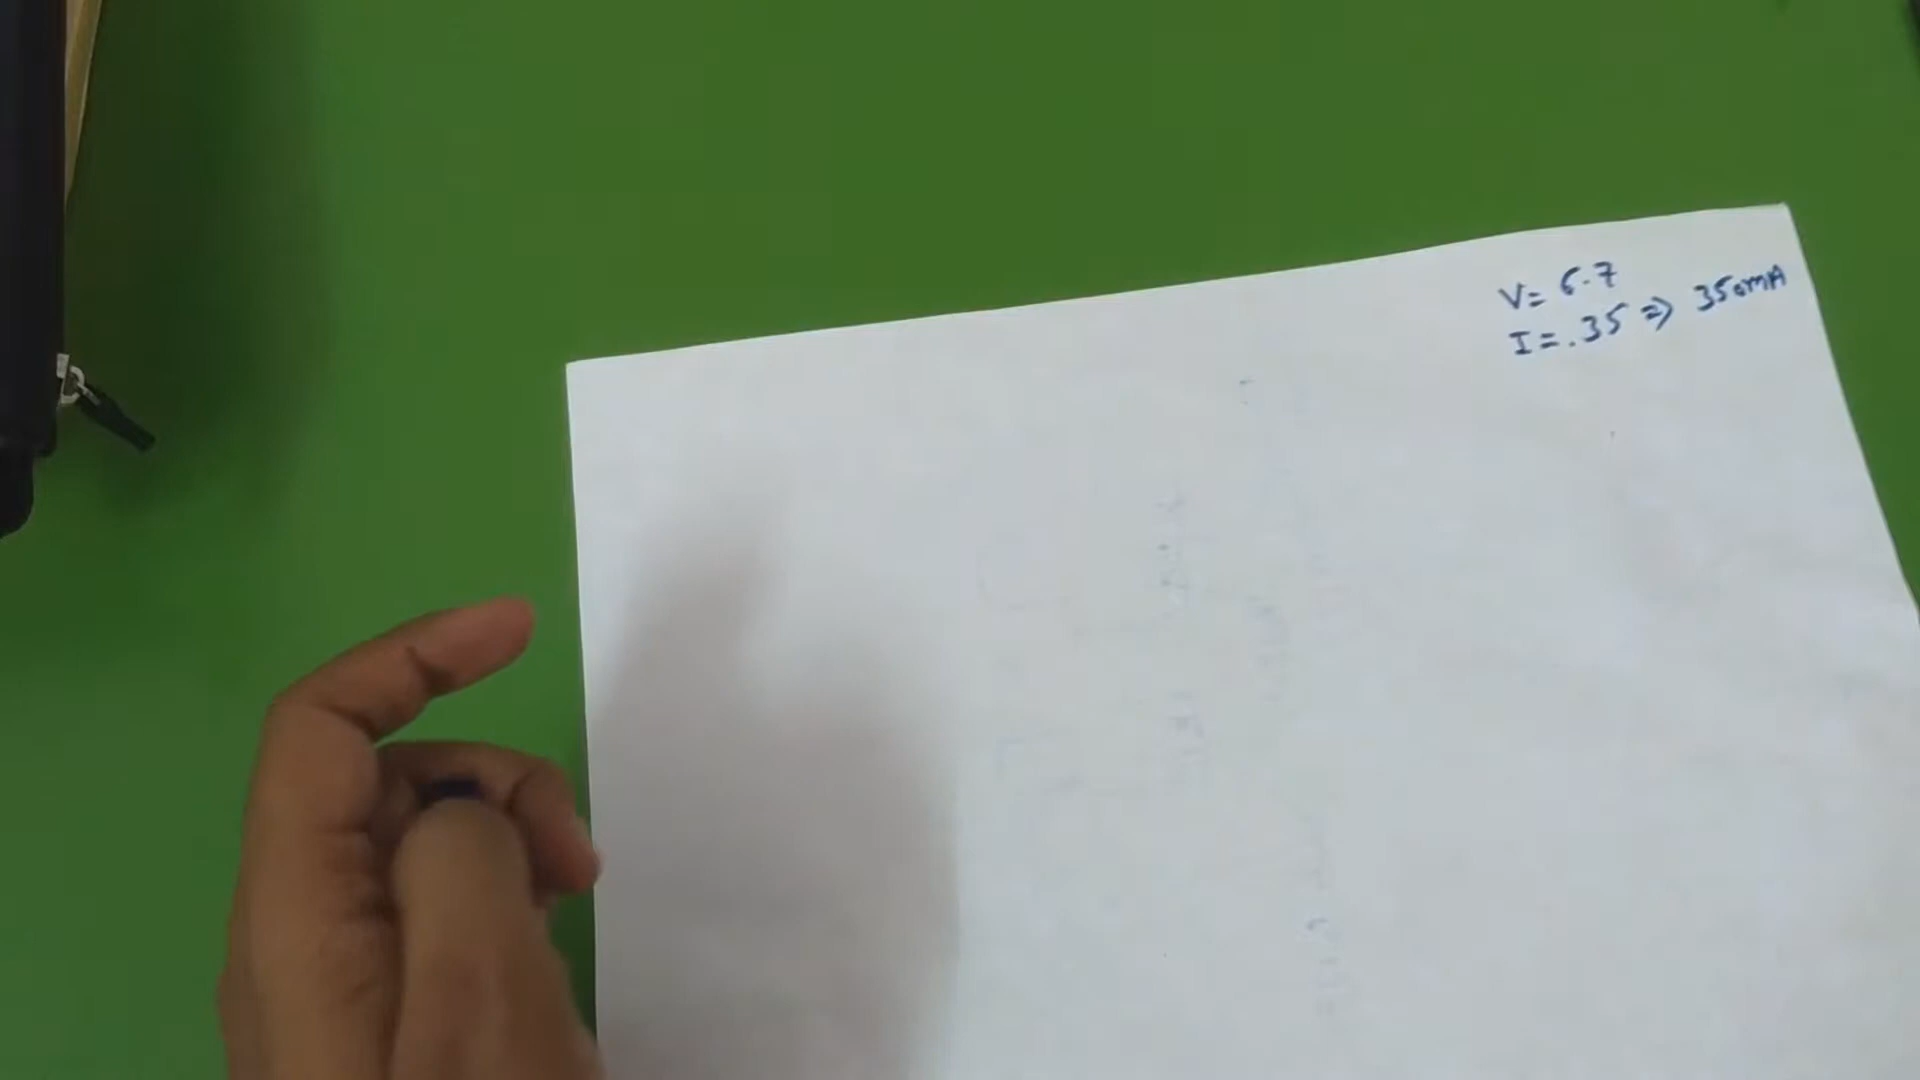 V= 6.7
I = .35 => 350mA